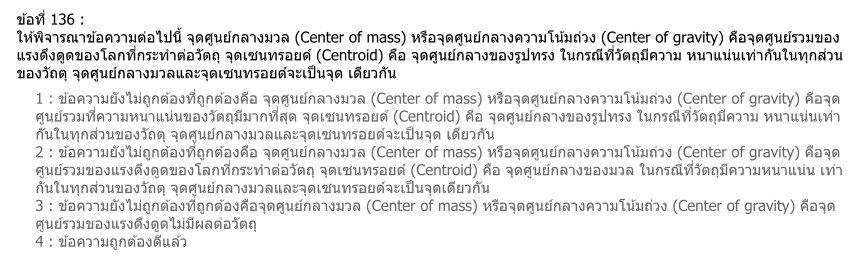 ข้อที่ 136 :
ให้พิจารณาข้อความต่อไปนี้ จุดศูนย์กลางมวล (Center of mass) หรือจุดศูนย์กลางความโน้มถ่วง (Center of gravity) คือจุดศูนย์รวมของ
แรงดึงดูดของโลกที่กระทำต่อวัตถุ จุดเซนทรอยด์ (Centroid) คือ จุดศูนย์กลางของรูปทรง ในกรณีที่วัตถุมีความ หนาแน่นเท่ากันในทุกส่วน
ของวัถตุ จุดศูนย์กลางมวลและจุดเซนทรอยด์จะเป็นจุด เดียวกัน
1 : ข้อความยังไม่ถูกต้องที่ถูกต้องคือ จุดศูนย์กลางมวล (Center of mass) หรือจุดศูนย์กลางความโน้มถ่วง (Center of gravity) คือจุด
ศูนย์รวมที่ความหนาแน่นของวัตถุมีมากที่สุด จุดเซนทรอยด์ (Centroid) คือ จุดศูนย์กลางของรูปทรง ในกรณีที่วัตถุมีความ หนาแน่นเท่า
กันในทุกส่วนของวัถตุ จุดศูนย์กลางมวลและจุดเซนทรอยด์จะเป็นจุด เดียวกัน
2 : ข้อความยังไม่ถูกต้องที่ถูกต้องคือ จุดศูนย์กลางมวล (Center of mass) หรือจุดศูนย์กลางความโน้มถ่วง (Center of gravity) คือจุด
ศูนย์รวมของแรงดึงดูดของโลกที่กระทำต่อวัตถุ จุดเซนทรอยด์ (Centroid) คือ จุดศูนย์กลางของมวล ในกรณีที่วัตถุมีความหนาแน่น เท่า
กันในทุกส่วนของวัถตุ จุดศูนย์กลางมวลและจุดเซนทรอยด์จะเป็นจุดเดียวกัน
3 : ข้อความยังไม่ถูกต้องที่ถูกต้องคือจุดศูนย์กลางมวล (Center of mass) หรือจุดศูนย์กลางความโน้มถ่วง (Center of gravity) คือจุด
ศูนย์รวมของแรงดึงดูดไม่มีผลต่อวัตถุ
4 : ข้อความถูกต้องดีแล้ว